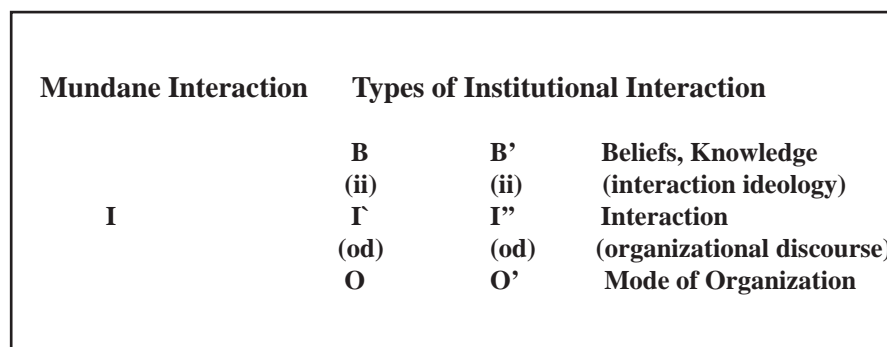 Mundane Interaction Types of Institutional Interaction
B B’ Beliefs, Knowledge
(ii) (ii) (interaction ideology)
I I` I” Interaction
(od) (od) (organizational discourse)
O O’ Mode of Organization